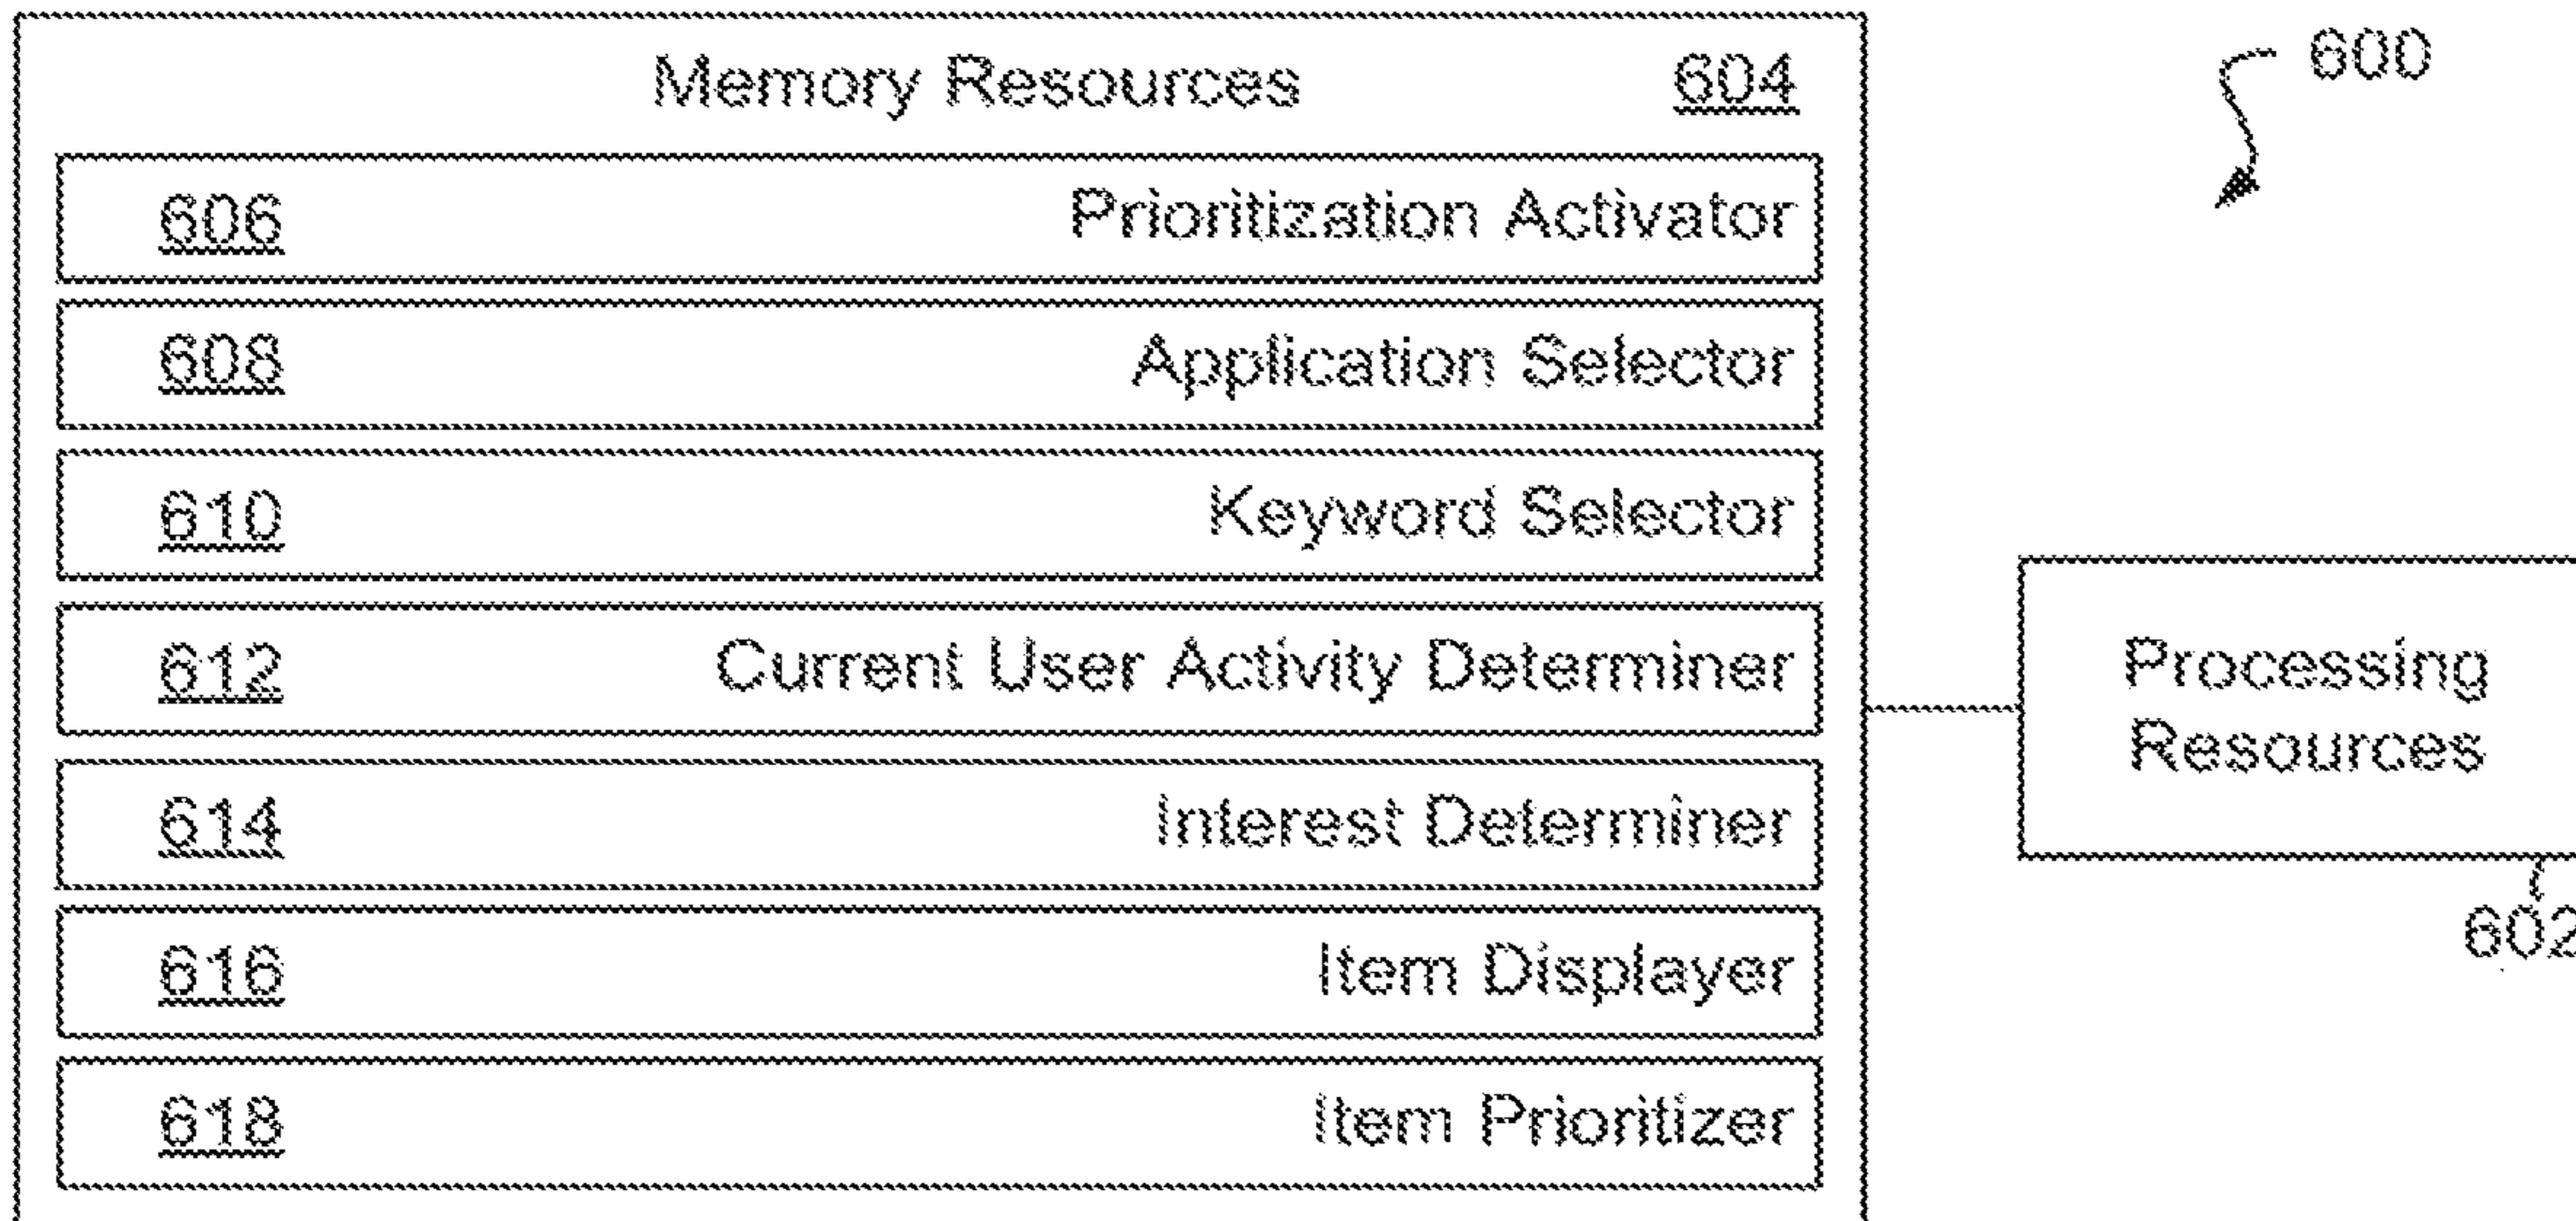 Memory Resources 604
600
606 Prioritization Activator
608 Application Selector
610 Keyword Selector
612 Current User Activity Determiner
614 Interest Determiner
616 Item Displayer
618 Item Prioritizer
Processing
Resources
602